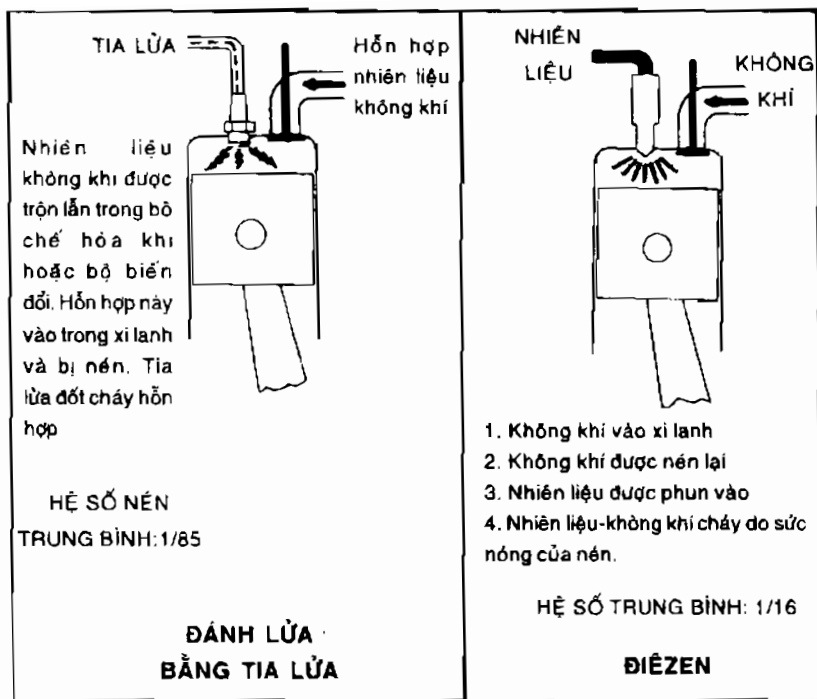 TIA LỬA
Hỗn hợp
nhiên liệu
không khí
Nhiên liệu
không khí được
trộn lẫn trong bô
chế hòa khí
hoặc bộ biến
đổi. Hỗn hợp này
vào trong xi lanh
và bị nén. Tia
lửa đốt cháy hỗn
hợp
HỆ SỐ NÉN
TRUNG BÌNH: 1/85
ĐÁNH LỬA
BẰNG TIA LỬA
NHIÊN
LIỆU
KHÔNG
KHÍ
1. Không khí vào xi lanh
2. Không khí được nén lại
3. Nhiên liệu được phun vào
4. Nhiên liệu-không khí cháy do sức
nóng của nén.
HỆ SỐ TRUNG BÌNH: 1/16
ĐIÊZEN